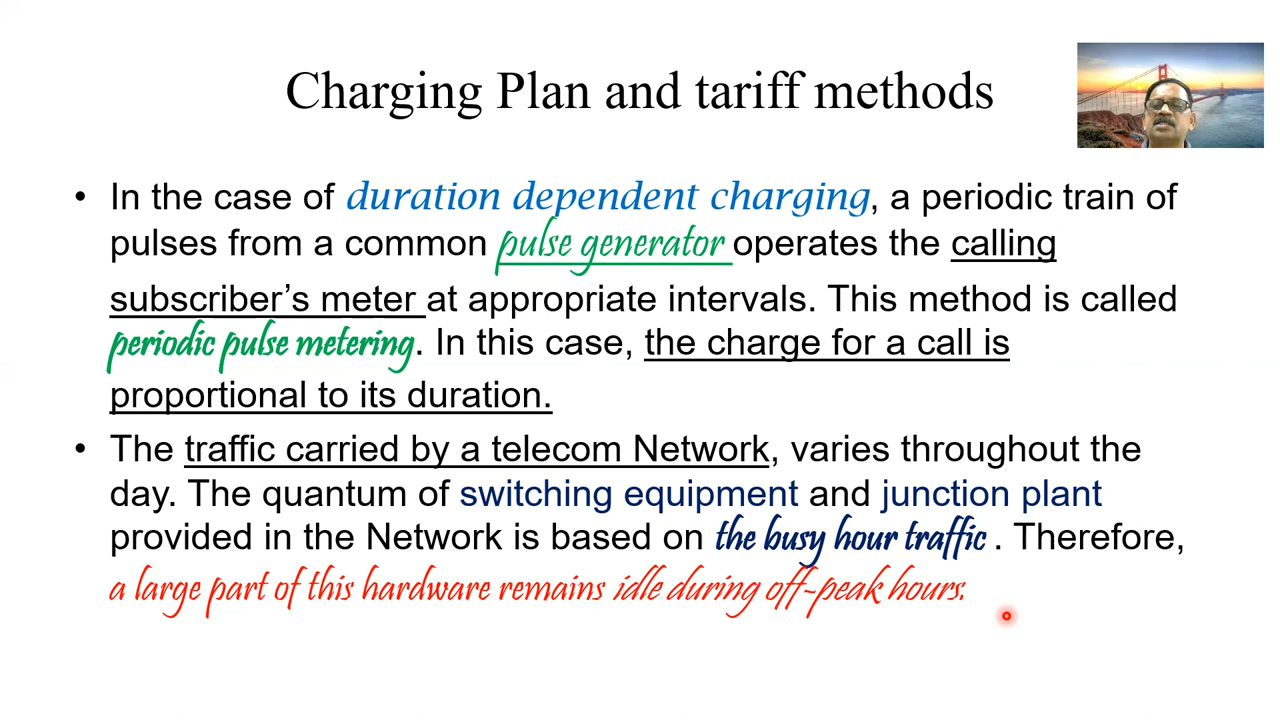 Charging Plan and tariff methods
• In the case of duration dependent charging, a periodic train of
pulses from a common pulse generator operates the calling
subscriber’s meter at appropriate intervals. This method is called
periodic pulse metering. In this case, the charge for a call is
proportional to its duration.
• The traffic carried by a telecom Network, varies throughout the
day. The quantum of switching equipment and junction plant
provided in the Network is based on the busy hour traffic . Therefore,
a large part of this hardware remains idle during off-peak hours.